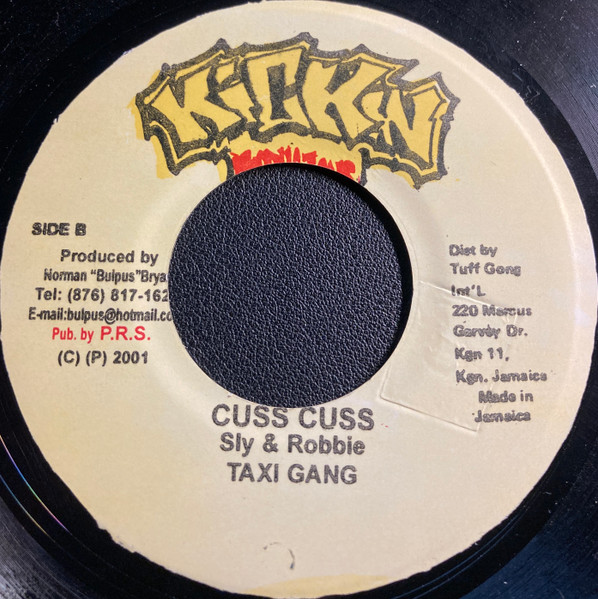 KICKIN
SIDE B
Produced by
Norman "Bulpus"Brya
Tel: (876) 817-162
E-mail:bulpus@hotmail.co
Pub. by P.R.S.
(C) (P) 2001
Dist by
Tuff Gong
Int'L
220 Marcus
Garvey Dr.
Kgn 11,
Kgn. Jamaica
Made in
Jamaica
CUSS CUSS
Sly & Robbie
TAXI GANG